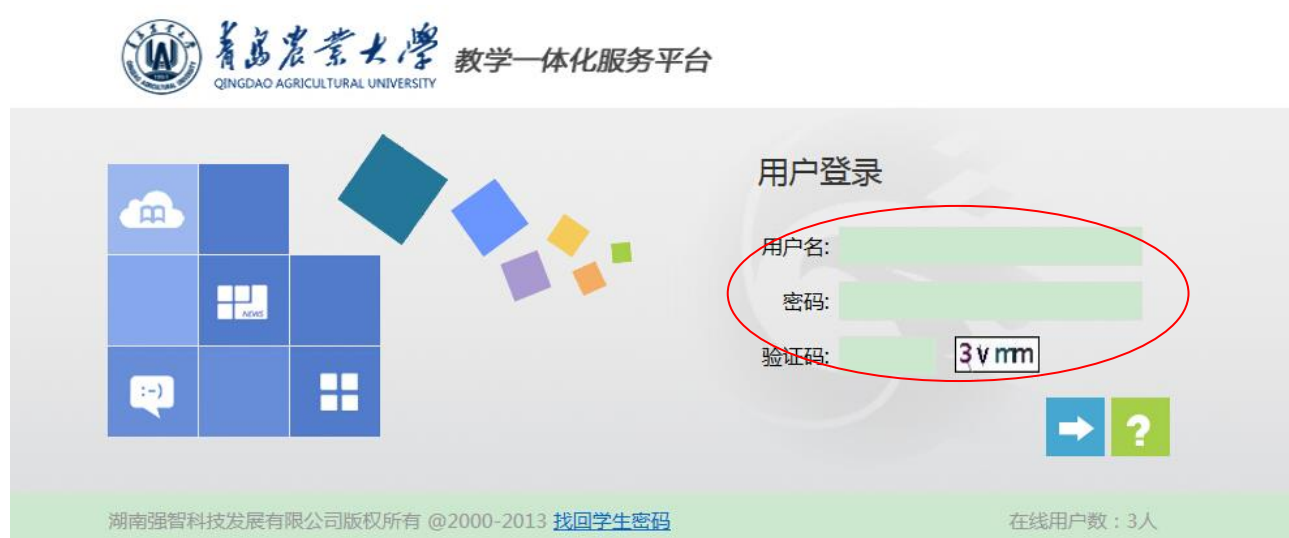 青岛农業大學
QINGDAO AGRICULTURAL UNIVERSITY
教学一体化服务平台
用户登录
用户名:
密码:
验证码: 3vmm
NEWS
:-)
?
湖南强智科技发展有限公司版权所有 @2000-2013 找回学生密码
在线用户数：3人